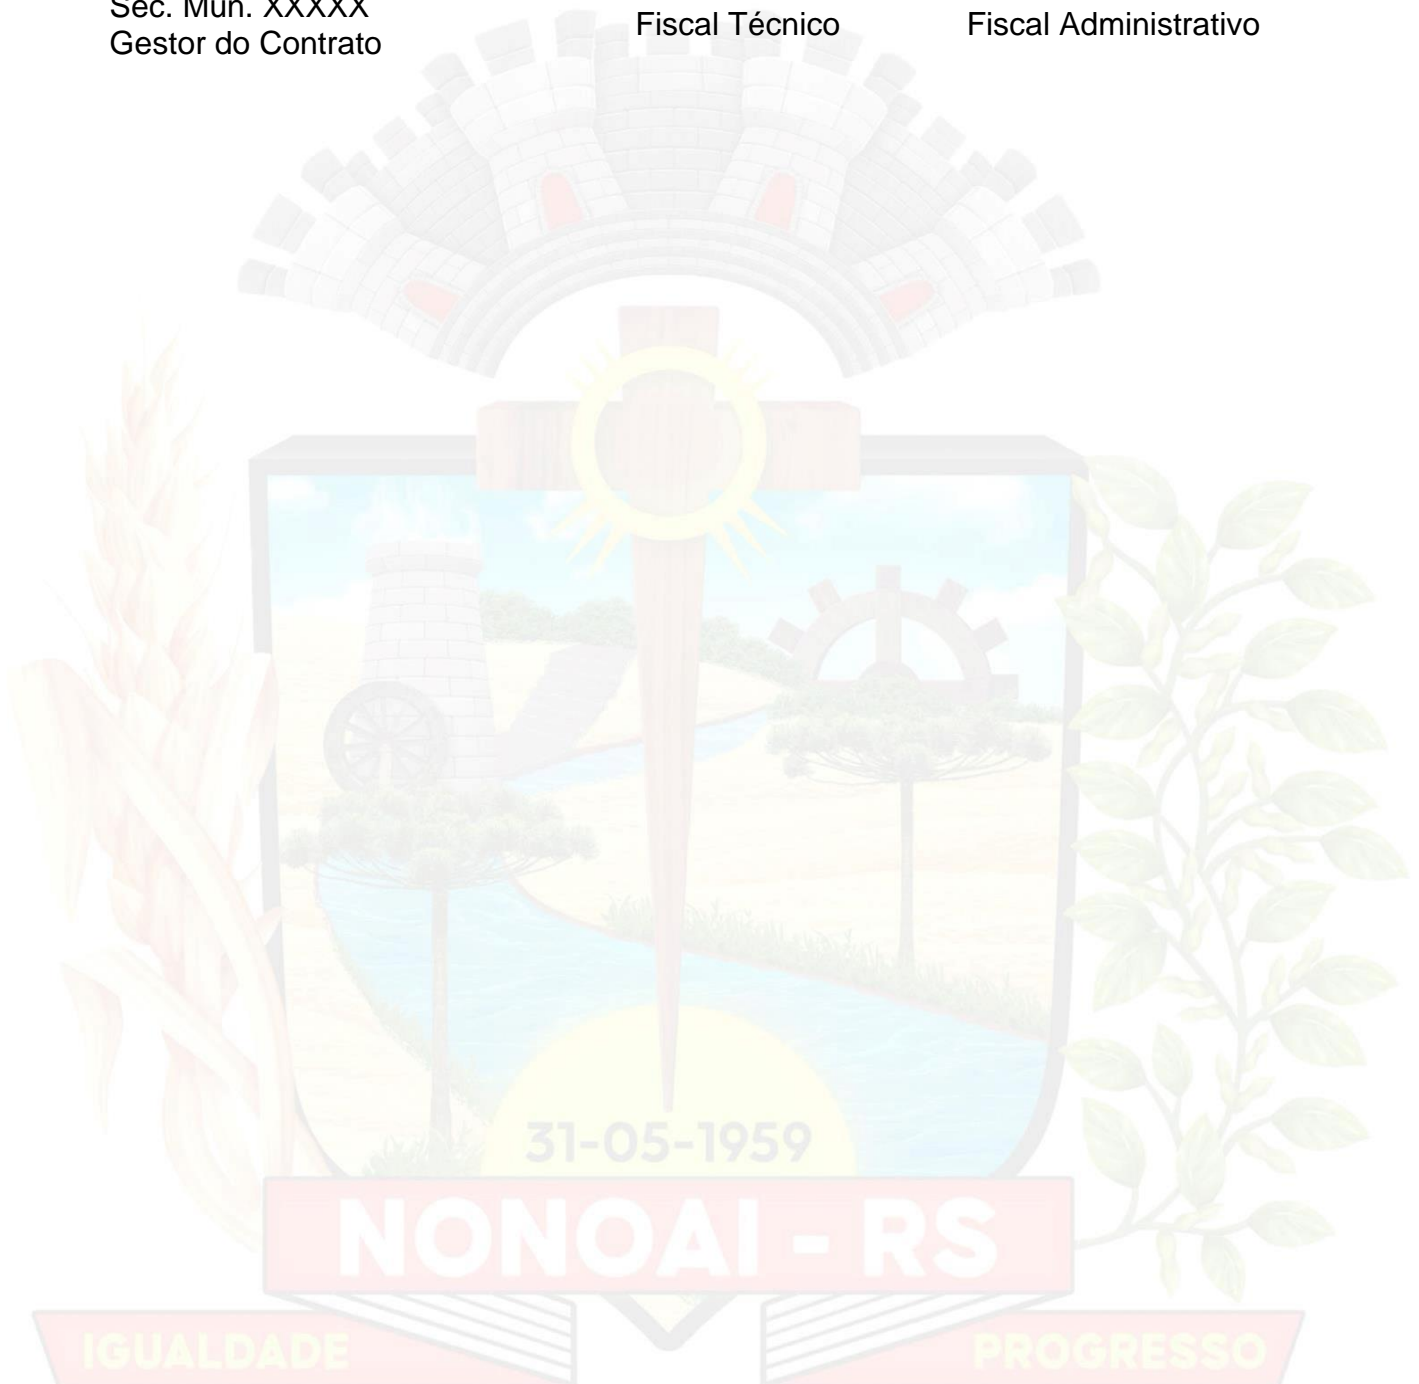 Sec. Mun. XXXXX
Gestor do Contrato
Fiscal Técnico
Fiscal Administrativo
31-05-1959
NONOAI - RS
IGUALDADE
PROGRESSO